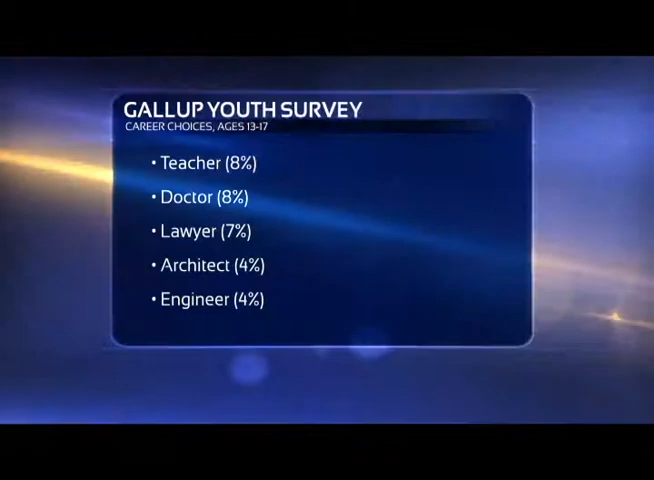 GALLUP YOUTH SURVEY
CAREER CHOICES, AGES 13-17
• Teacher (8%)
• Doctor (8%)
• Lawyer (7%)
• Architect (4%)
• Engineer (4%)